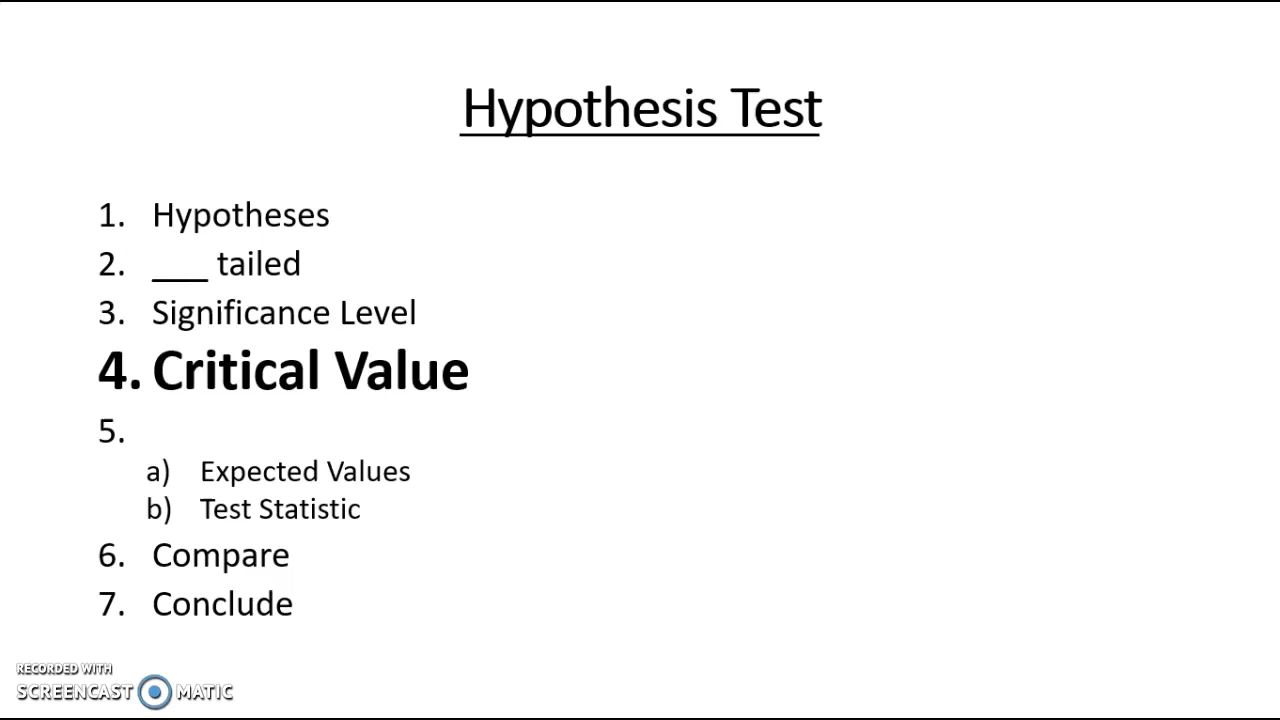 Hypothesis Test
1. Hypotheses
2. ___ tailed
3. Significance Level
4. Critical Value
5.
a) Expected Values
b) Test Statistic
6. Compare
7. Conclude
RECORDED WITH
SCREENCAST MATIC